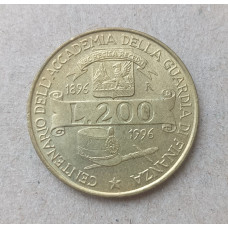 CENTENARIO DELL'ACCADEMIA DELLA GUARDIA DI FINANZA
1896 R
L.200
1996